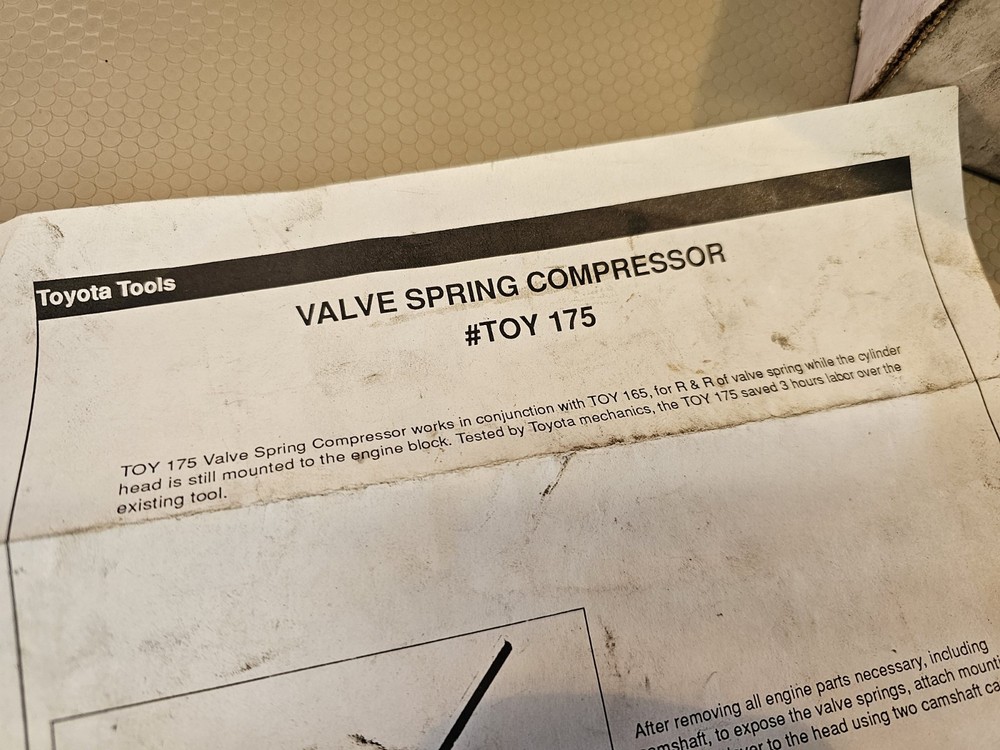 Toyota Tools
VALVE SPRING COMPRESSOR
#TOY 175
TOY 175 Valve Spring Compressor works in conjunction with TOY 165, for R & R of valve spring while the cylinder
head is still mounted to the engine block. Tested by Toyota mechanics, the TOY 175 saved 3 hours labor over the
existing tool.
After removing all engine parts necessary, including
to expose the valve springs, attach
to the head using two camshaft